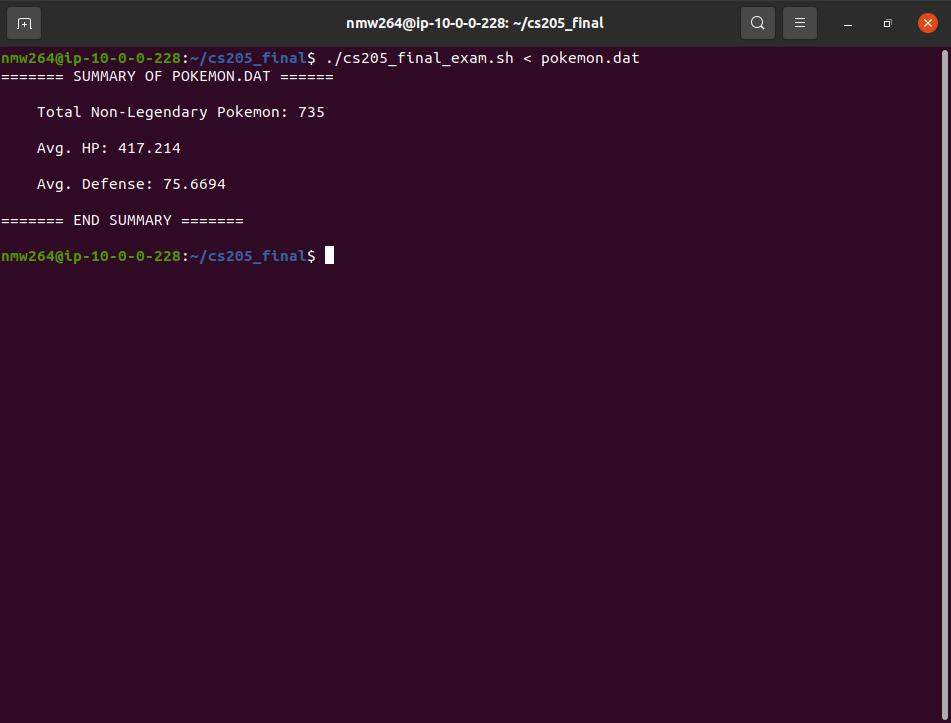 nmw264@ip-10-0-0-228: ~/cs205_final
nmw264@ip-10-0-0-228:~/cs205_final$ ./cs205_final_exam.sh < pokemon.dat
======= SUMMARY OF POKEMON.DAT ======
Total Non-Legendary Pokemon: 735
Avg. HP: 417.214
Avg. Defense: 75.6694
======= END SUMMARY =======
nmw264@ip-10-0-0-228:~/cs205_final$